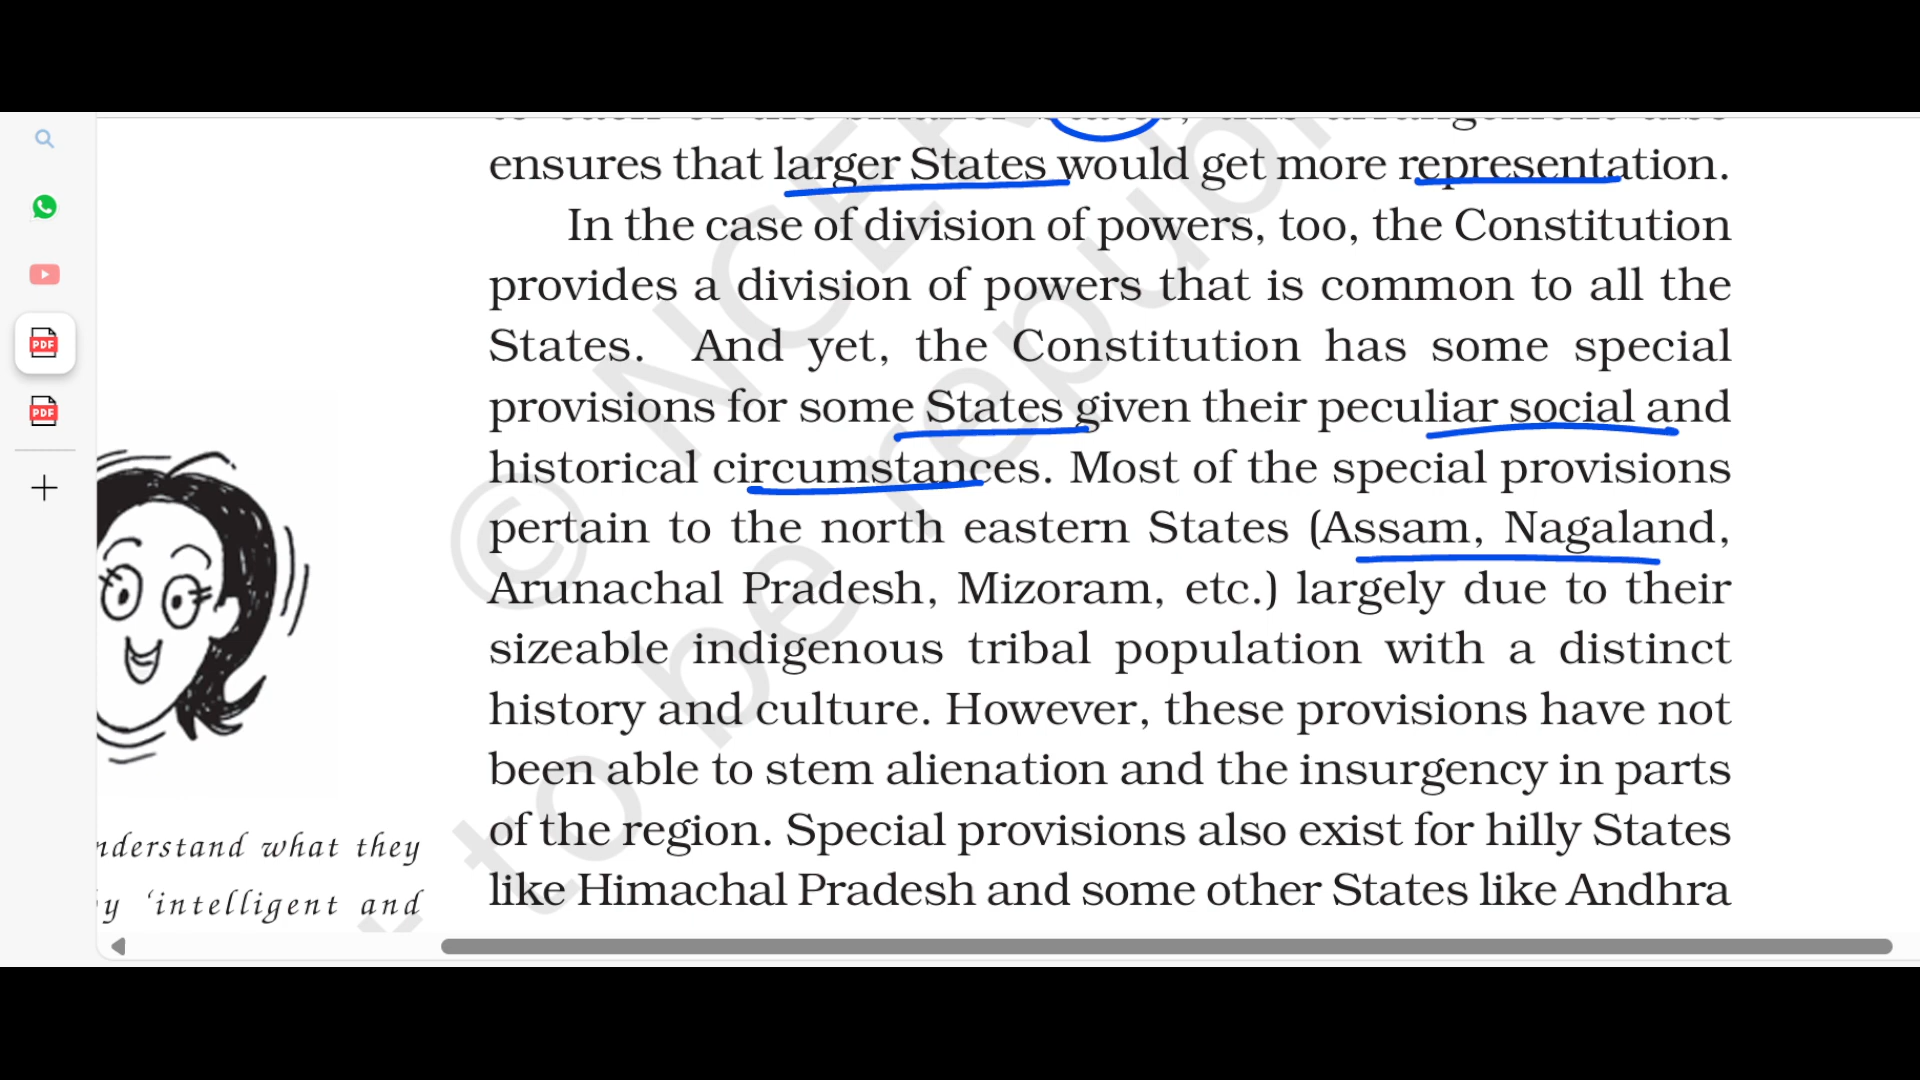 ensures that larger States would get more representation.
In the case of division of powers, too, the Constitution
provides a division of powers that is common to all the
States. And yet, the Constitution has some special
provisions for some States given their peculiar social and
historical circumstances. Most of the special provisions
pertain to the north eastern States (Assam, Nagaland,
Arunachal Pradesh, Mizoram, etc.) largely due to their
sizeable indigenous tribal population with a distinct
history and culture. However, these provisions have not
been able to stem alienation and the insurgency in parts
of the region. Special provisions also exist for hilly States
like Himachal Pradesh and some other States like Andhra
what they
'intelligent and
PDF
PDF
©
to be republ